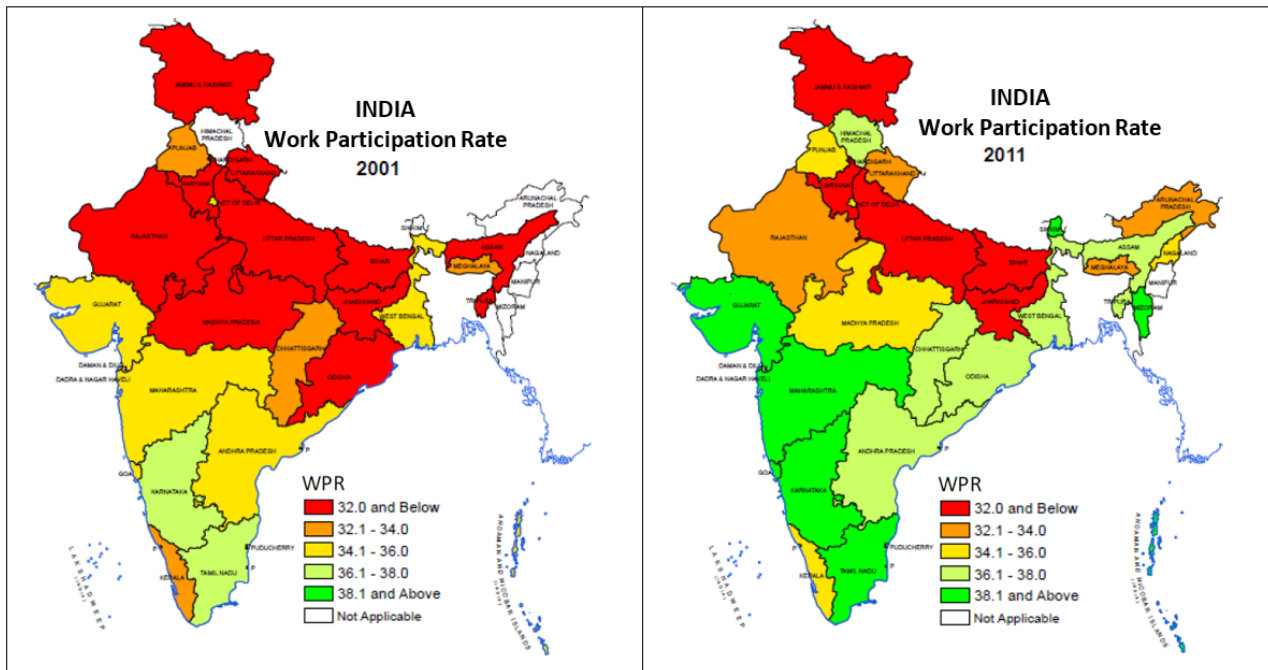 INDIA
Work Participation Rate
2001
JAMMU & KASHMIR
HIMACHAL
PRADESH
PUNJAB
CHANDIGARH
UTTARAKHAND
HARYANA
NCT OF DELHI
RAJASTHAN
UTTAR PRADESH
BIHAR
SIKKIM
ARUNACHAL
PRADESH
ASSAM
NAGALAND
MEGHALAYA
MANIPUR
TRIPURA
MIZORAM
WEST BENGAL
JHARKHAND
GUJARAT
MADHYA PRADESH
CHHATTISGARH
ODISHA
DAMAN & DIU
DADRA & NAGAR HAVELI
MAHARASHTRA
ANDHRA PRADESH
P
GOA
KARNATAKA
P
PUDUCHERRY
P
TAMIL NADU
KERALA
LAKSHADWEEP
(INDIA)
ANDAMAN AND NICOBAR ISLANDS
(INDIA)
WPR
32.0 and Below
32.1 - 34.0
34.1 - 36.0
36.1 - 38.0
38.1 and Above
Not Applicable
INDIA
Work Participation Rate
2011
JAMMU & KASHMIR
HIMACHAL
PRADESH
PUNJAB
CHANDIGARH
UTTARAKHAND
HARYANA
NCT OF DELHI
RAJASTHAN
UTTAR PRADESH
BIHAR
SIKKIM
ARUNACHAL
PRADESH
ASSAM
NAGALAND
MEGHALAYA
MANIPUR
TRIPURA
MIZORAM
WEST BENGAL
JHARKHAND
GUJARAT
MADHYA PRADESH
CHHATTISGARH
ODISHA
DAMAN & DIU
DADRA & NAGAR HAVELI
MAHARASHTRA
ANDHRA PRADESH
P
GOA
KARNATAKA
P
PUDUCHERRY
P
TAMIL NADU
KERALA
LAKSHADWEEP
(INDIA)
ANDAMAN AND NICOBAR ISLANDS
(INDIA)
WPR
32.0 and Below
32.1 - 34.0
34.1 - 36.0
36.1 - 38.0
38.1 and Above
Not Applicable